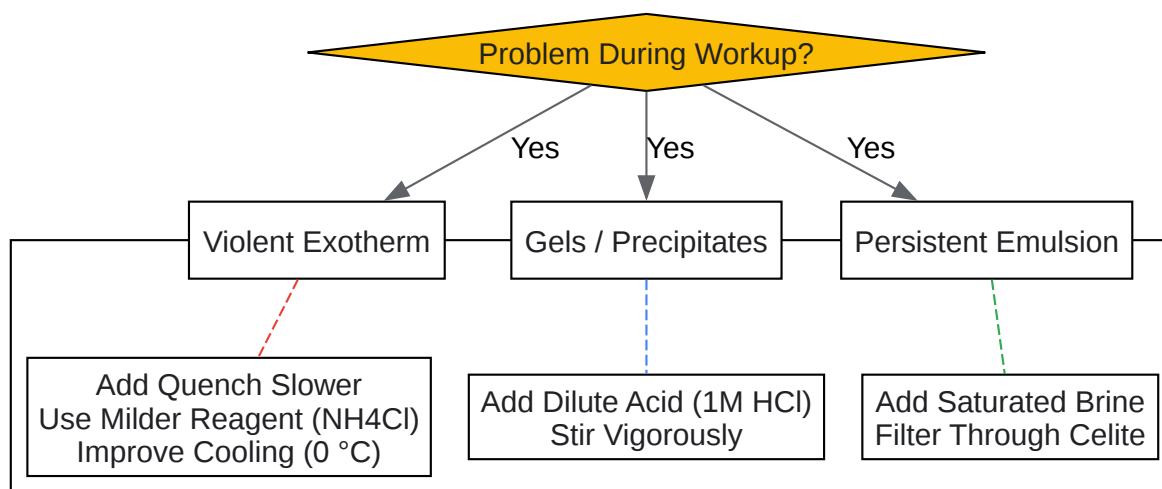 Problem During Workup?
Yes
Yes
Yes
Violent Exotherm
Gels / Precipitates
Persistent Emulsion
Add Quench Slower
Use Milder Reagent (NH4Cl)
Improve Cooling (0 °C)
Add Dilute Acid (1M HCl)
Stir Vigorously
Add Saturated Brine
Filter Through Celite